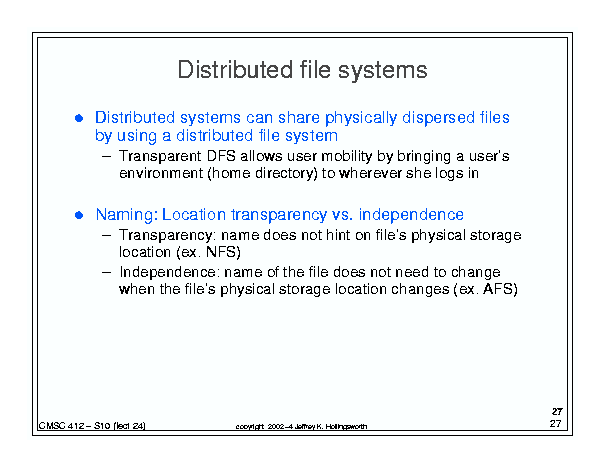 Distributed file systems
● Distributed systems can share physically dispersed files
by using a distributed file system
– Transparent DFS allows user mobility by bringing a user's
environment (home directory) to wherever she logs in
● Naming: Location transparency vs. independence
– Transparency: name does not hint on file's physical storage
location (ex. NFS)
– Independence: name of the file does not need to change
when the file's physical storage location changes (ex. AFS)
27
CMSC 412 – S10 (lect 24)
copyright 2002–4 Jeffrey K. Hollingsworth
27